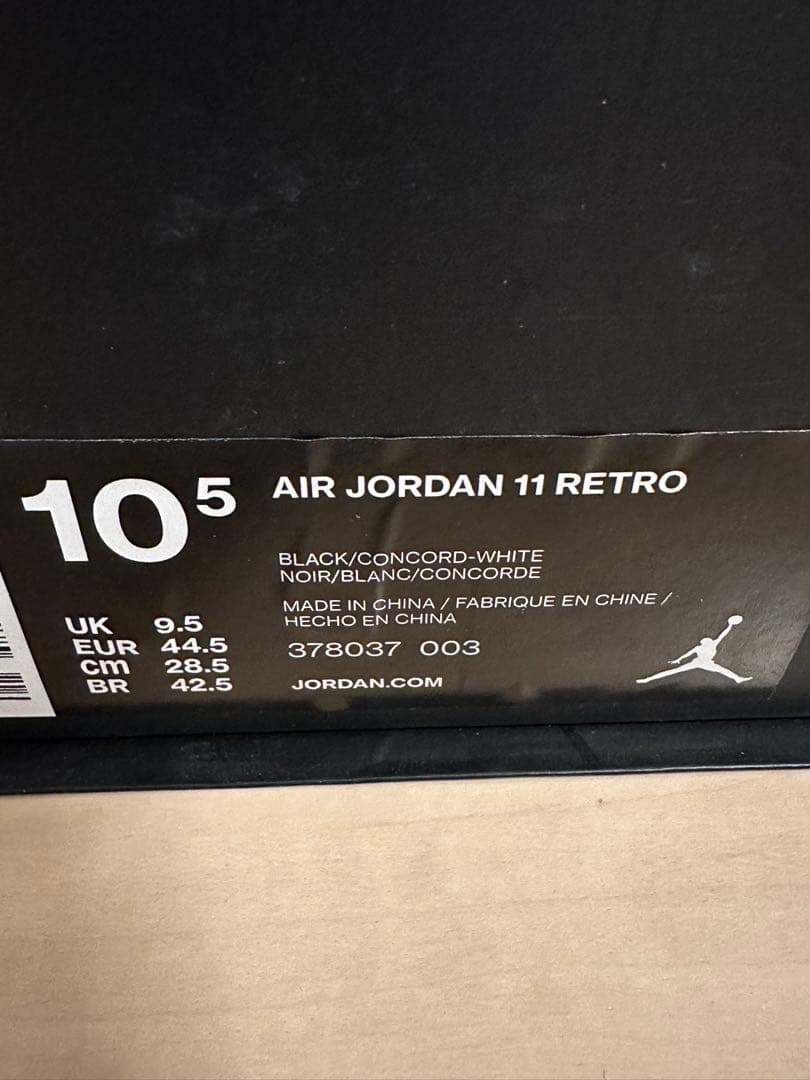 10 5
AIR JORDAN 11 RETRO
BLACK/CONCORD-WHITE
NOIR/BLANC/CONCORDE
MADE IN CHINA / FABRIQUE EN CHINE /
HECHO EN CHINA
378037 003
JORDAN.COM
UK 9.5
EUR 44.5
cm 28.5
BR 42.5